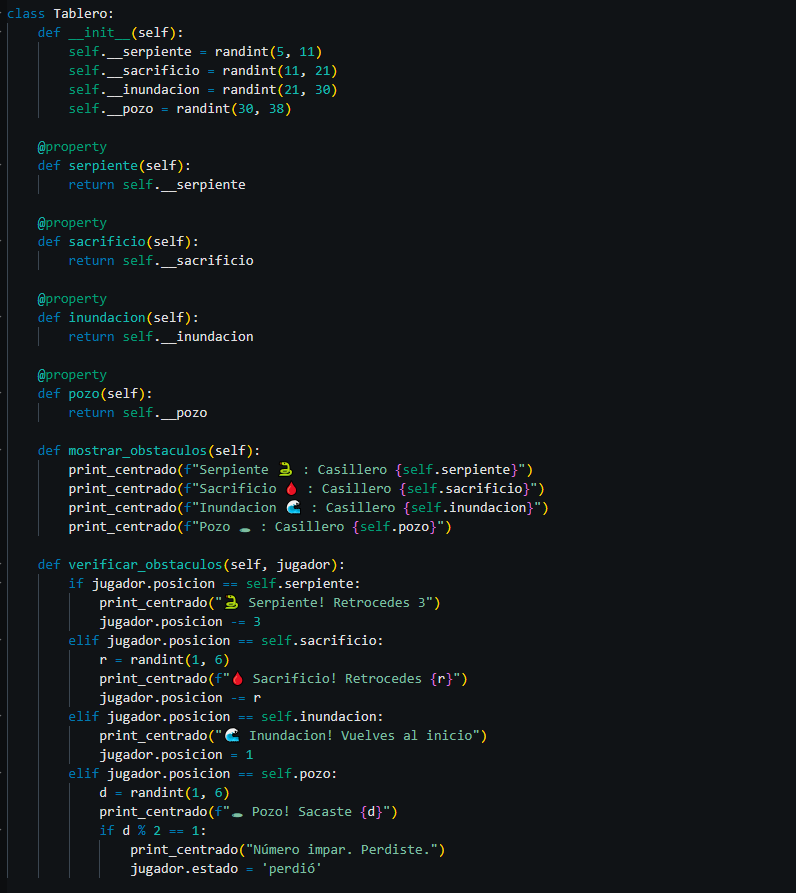 class Tablero:
    def __init__(self):
        self.__serpiente = randint(5, 11)
        self.__sacrificio = randint(11, 21)
        self.__inundacion = randint(21, 30)
        self.__pozo = randint(30, 38)

    @property
    def serpiente(self):
        return self.__serpiente

    @property
    def sacrificio(self):
        return self.__sacrificio

    @property
    def inundacion(self):
        return self.__inundacion

    @property
    def pozo(self):
        return self.__pozo

    def mostrar_obstaculos(self):
        print_centrado(f"Serpiente 🐍 : Casillero {self.serpiente}")
        print_centrado(f"Sacrificio 🩸 : Casillero {self.sacrificio}")
        print_centrado(f"Inundacion 🌊 : Casillero {self.inundacion}")
        print_centrado(f"Pozo 🕳️ : Casillero {self.pozo}")

    def verificar_obstaculos(self, jugador):
        if jugador.posicion == self.serpiente:
            print_centrado("🐍 Serpiente! Retrocedes 3")
            jugador.posicion -= 3
        elif jugador.posicion == self.sacrificio:
            r = randint(1, 6)
            print_centrado(f"🩸 Sacrificio! Retrocedes {r}")
            jugador.posicion -= r
        elif jugador.posicion == self.inundacion:
            print_centrado("🌊 Inundacion! Vuelves al inicio")
            jugador.posicion = 1
        elif jugador.posicion == self.pozo:
            d = randint(1, 6)
            print_centrado(f"🕳️ Pozo! Sacaste {d}")
            if d % 2 == 1:
                print_centrado("Número impar. Perdiste.")
                jugador.estado = 'perdió'